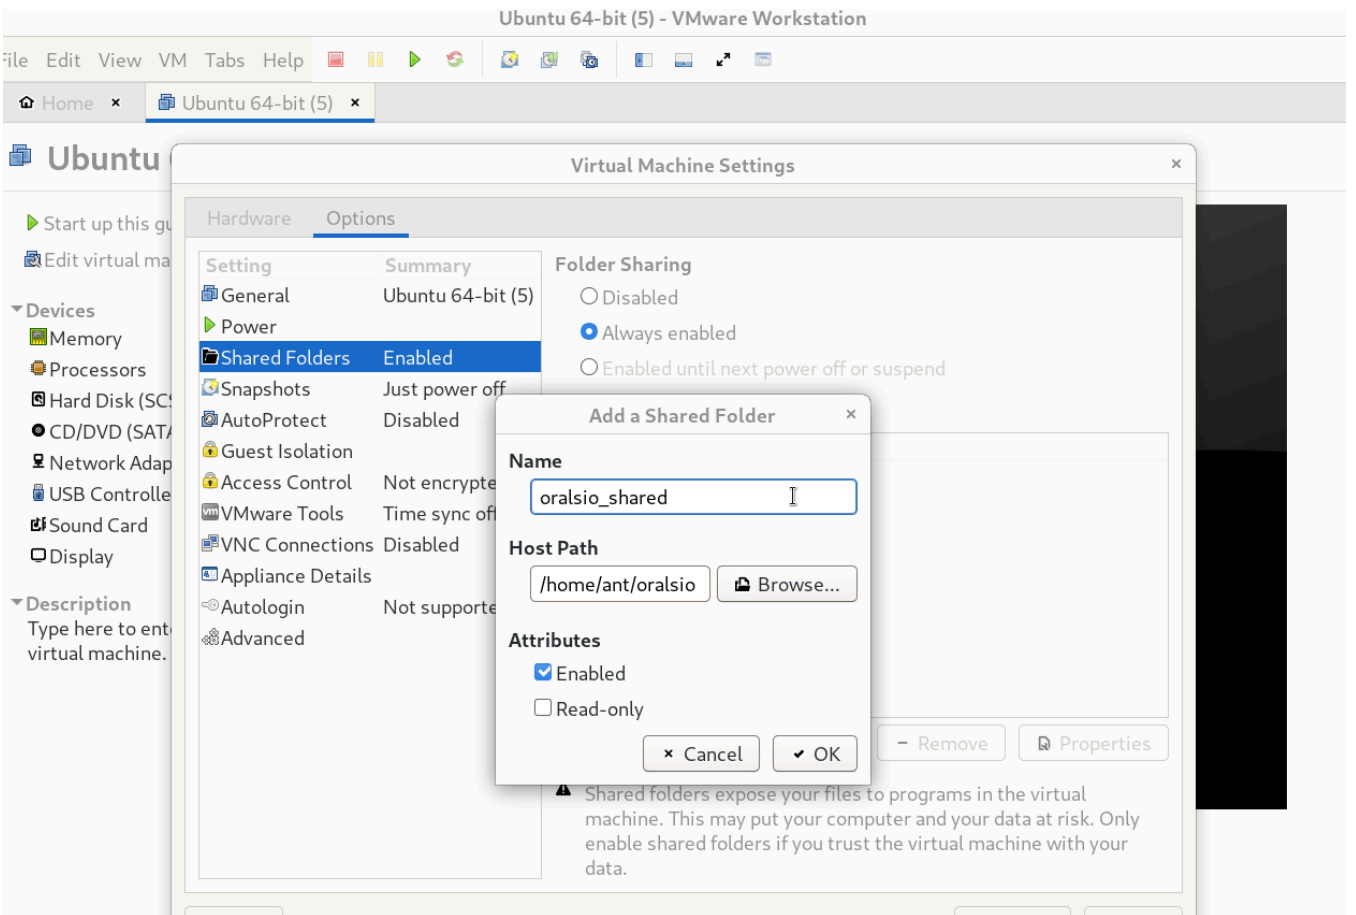 Ubuntu 64-bit (5) - VMware Workstation
File Edit View VM Tabs Help
Home
Ubuntu 64-bit (5)
Ubuntu
Virtual Machine Settings
Start up this gu
Edit virtual ma
Devices
Memory
Processors
Hard Disk (SCS
CD/DVD (SATA
Network Adap
USB Controlle
Sound Card
Display
Description
Type here to ent
virtual machine.
Hardware Options
Setting Summary
General Ubuntu 64-bit (5)
Power
Shared Folders Enabled
Snapshots Just power off
AutoProtect Disabled
Guest Isolation
Access Control Not encrypte
VMware Tools Time sync off
VNC Connections Disabled
Appliance Details
Autologin Not supporte
Advanced
Folder Sharing
Disabled
Always enabled
Enabled until next power off or suspend
Add a Shared Folder
Name
oralsio_shared
Host Path
/home/ant/oralsio
Browse...
Attributes
Enabled
Read-only
Cancel OK
Remove Properties
Shared folders expose your files to programs in the virtual
machine. This may put your computer and your data at risk. Only
enable shared folders if you trust the virtual machine with your
data.